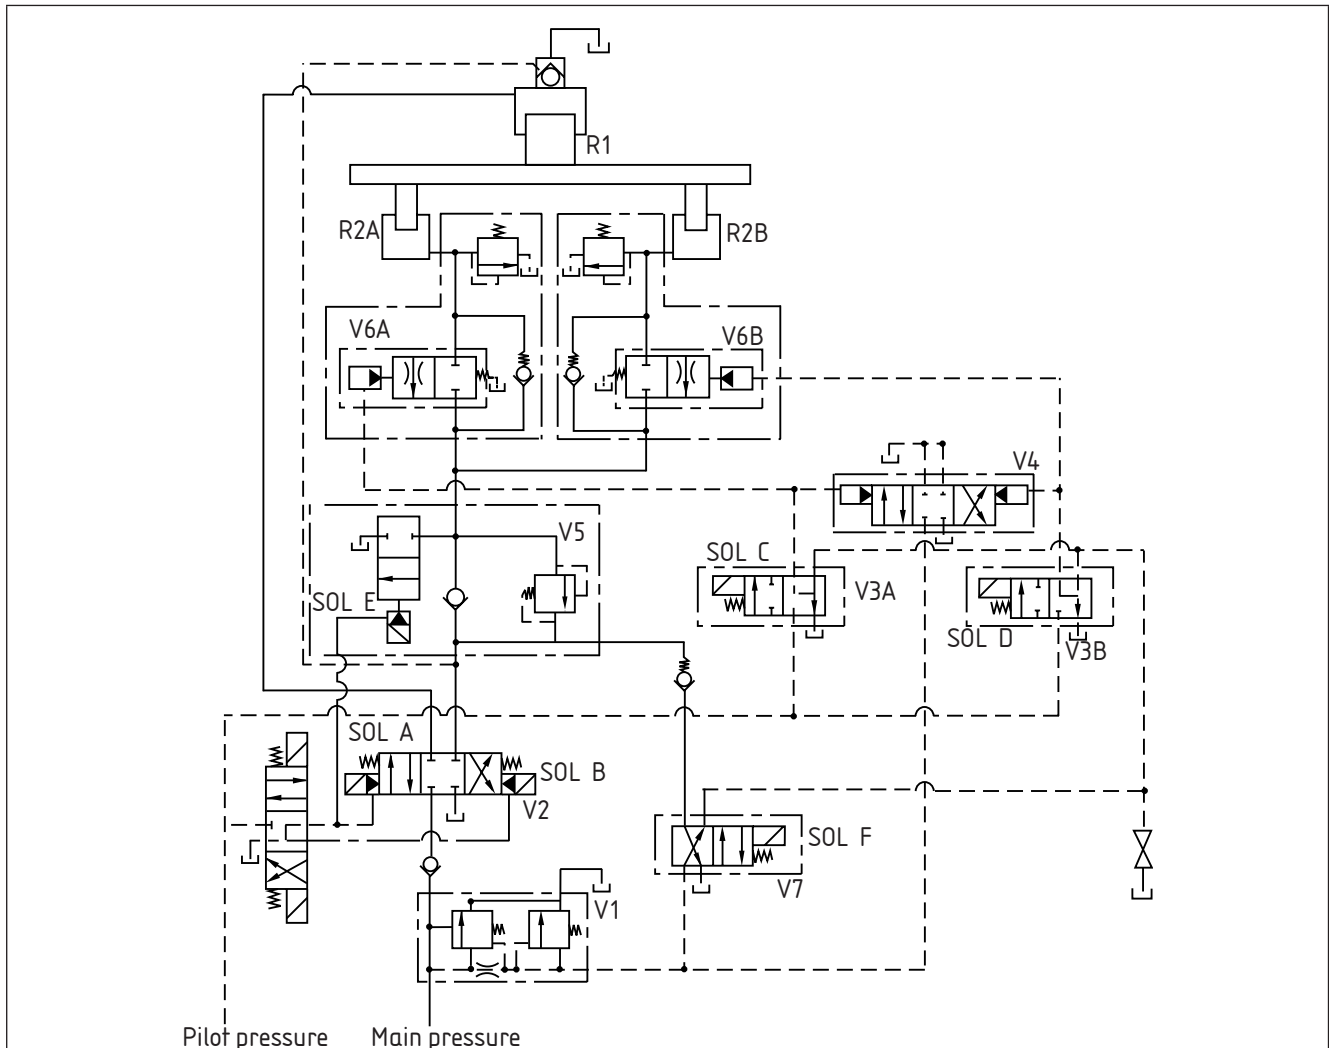 R1
R2A
R2B
V6A
V6B
V4
V5
SOL C
SOL E
V3A
SOL D
V3B
SOL A
SOL B
V2
SOL F
V7
V1
Pilot pressure
Main pressure